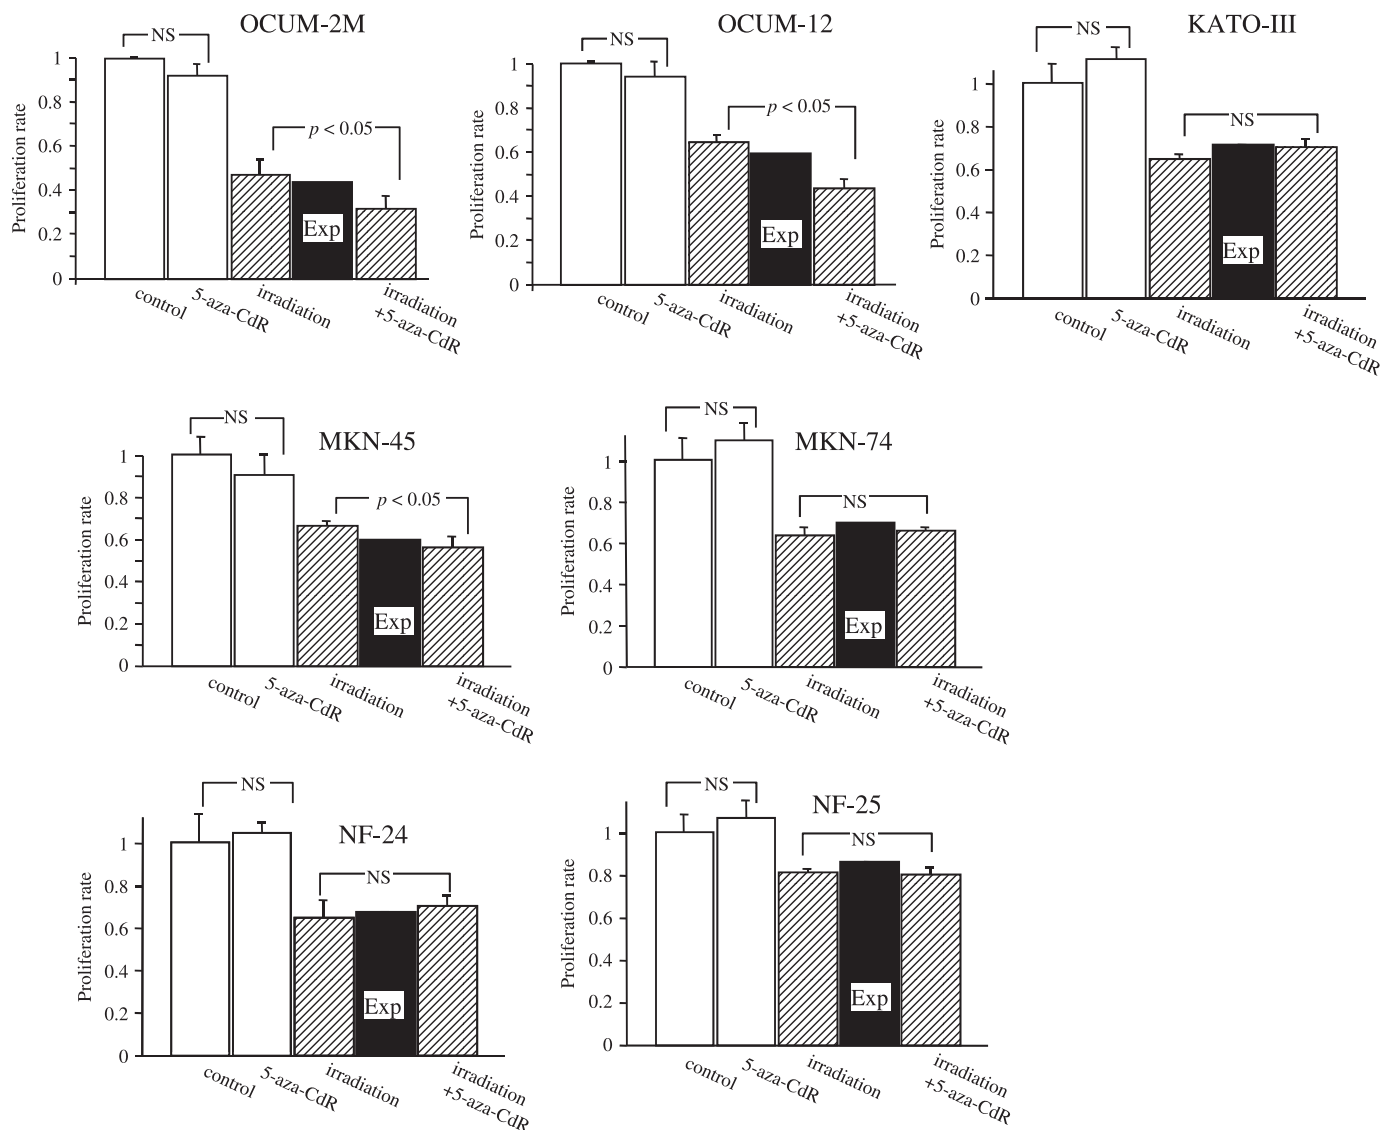 OCUM-2M
NS
Proliferation rate
1
0.8
0.6
0.4
0.2
0
p < 0.05
Exp
control
5-aza-CdR
irradiation
irradiation
+5-aza-CdR
OCUM-12
NS
Proliferation rate
1
0.8
0.6
0.4
0.2
0
p < 0.05
Exp
control
5-aza-CdR
irradiation
irradiation
+5-aza-CdR
KATO-III
NS
Proliferation rate
1
0.8
0.6
0.4
0.2
0
NS
Exp
control
5-aza-CdR
irradiation
irradiation
+5-aza-CdR
MKN-45
NS
Proliferation rate
1
0.8
0.6
0.4
0.2
0
p < 0.05
Exp
control
5-aza-CdR
irradiation
irradiation
+5-aza-CdR
MKN-74
NS
Proliferation rate
1
0.8
0.6
0.4
0.2
0
NS
Exp
control
5-aza-CdR
irradiation
irradiation
+5-aza-CdR
NF-24
NS
Proliferation rate
1
0.8
0.6
0.4
0.2
0
NS
Exp
control
5-aza-CdR
irradiation
irradiation
+5-aza-CdR
NF-25
NS
Proliferation rate
1
0.8
0.6
0.4
0.2
0
NS
Exp
control
5-aza-CdR
irradiation
irradiation
+5-aza-CdR